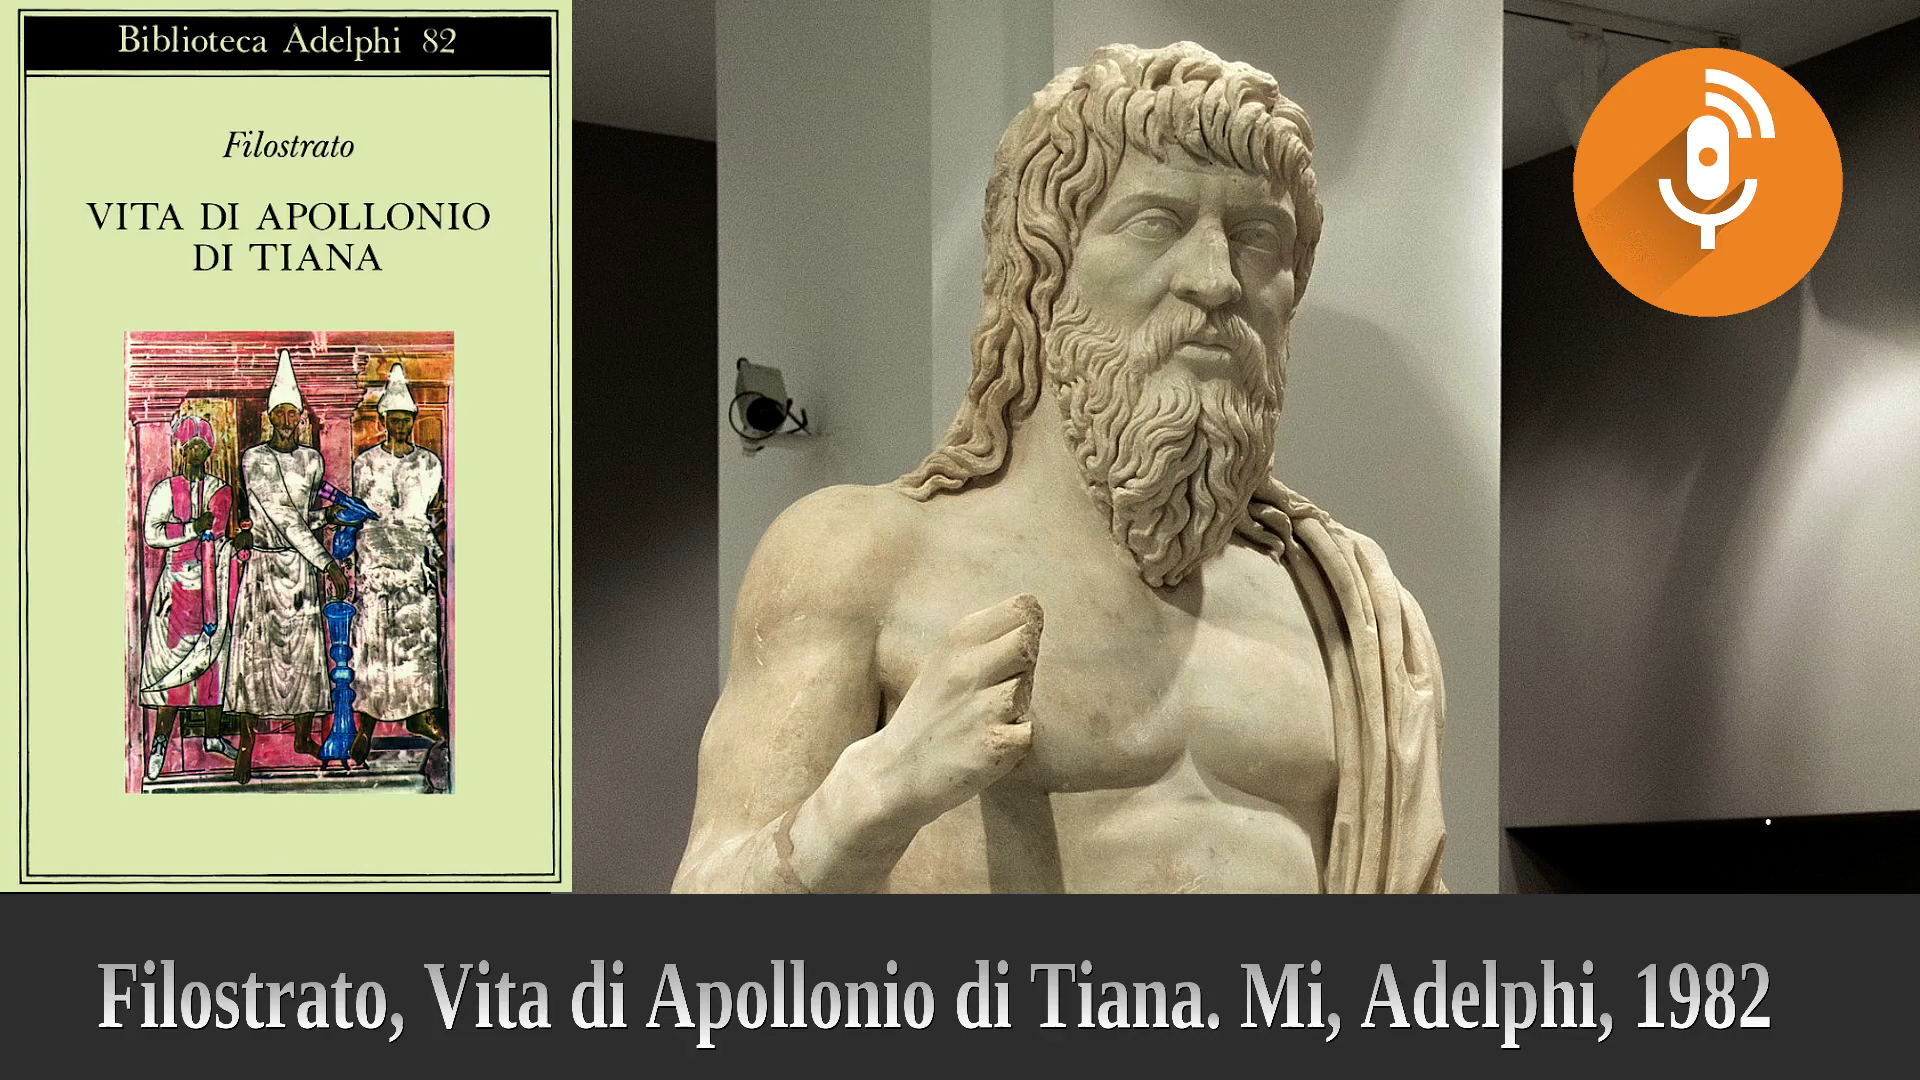 Biblioteca Adelphi 82
Filostrato
VITA DI APOLLONIO
DI TIANA
Filostrato, Vita di Apollonio di Tiana. Mi, Adelphi, 1982